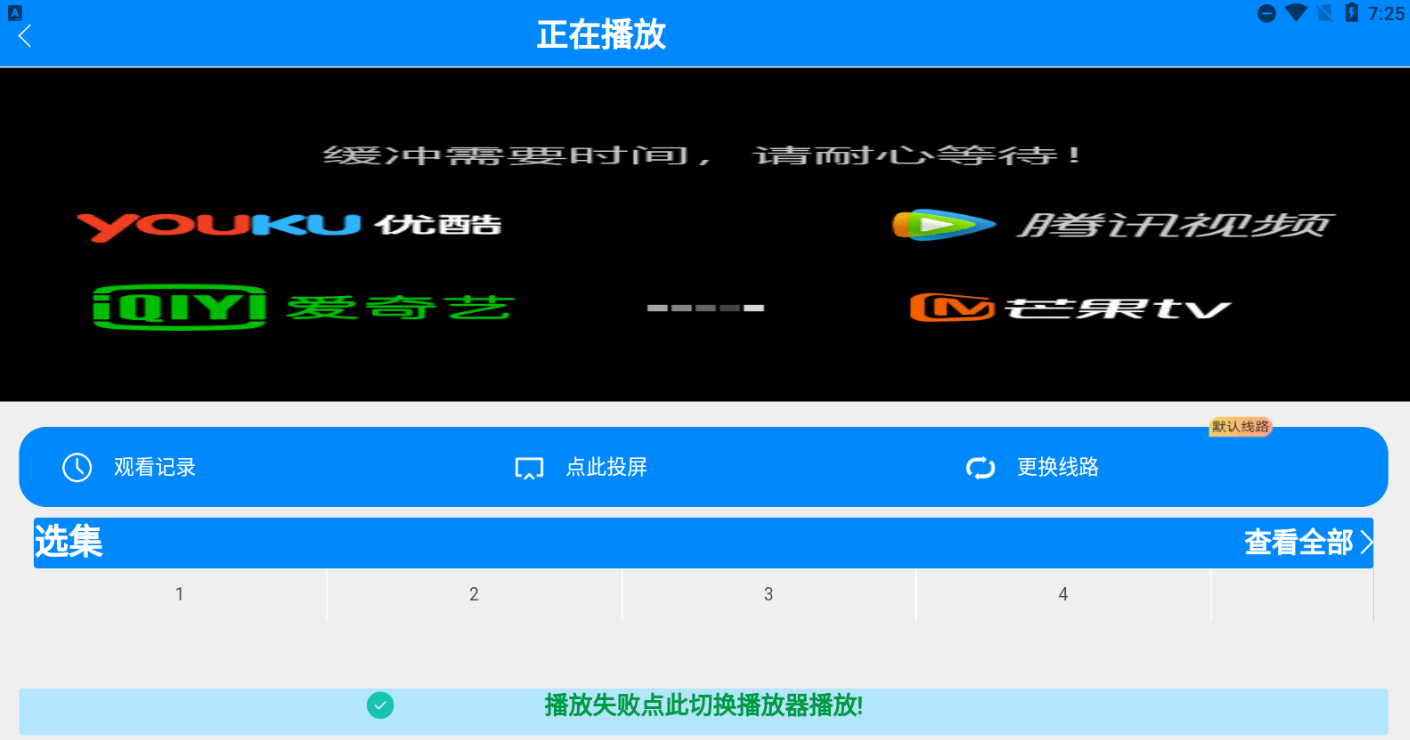 A
7:25
正在播放
缓冲需要时间，请耐心等待！
YOUKU 优酷
腾讯视频
iQIYI 爱奇艺
芒果tv
默认线路
观看记录
点此投屏
更换线路
选集
查看全部
1
2
3
4
播放失败点此切换播放器播放!